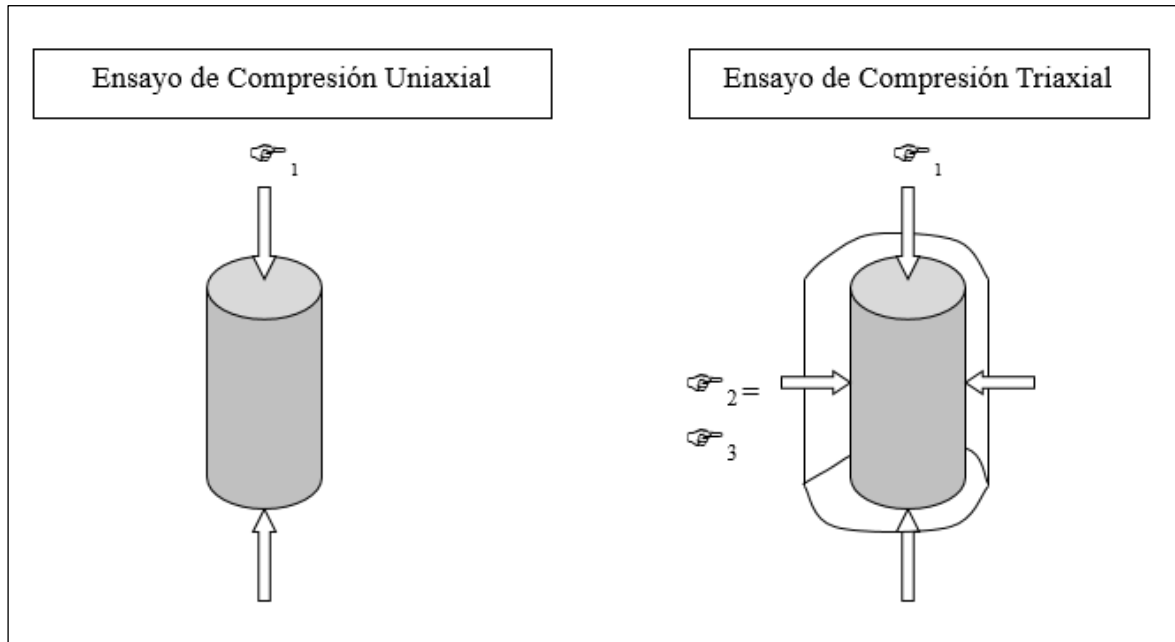 Ensayo de Compresión Uniaxial
☞ 1
Ensayo de Compresión Triaxial
☞ 1
☞ 2 =
☞ 3